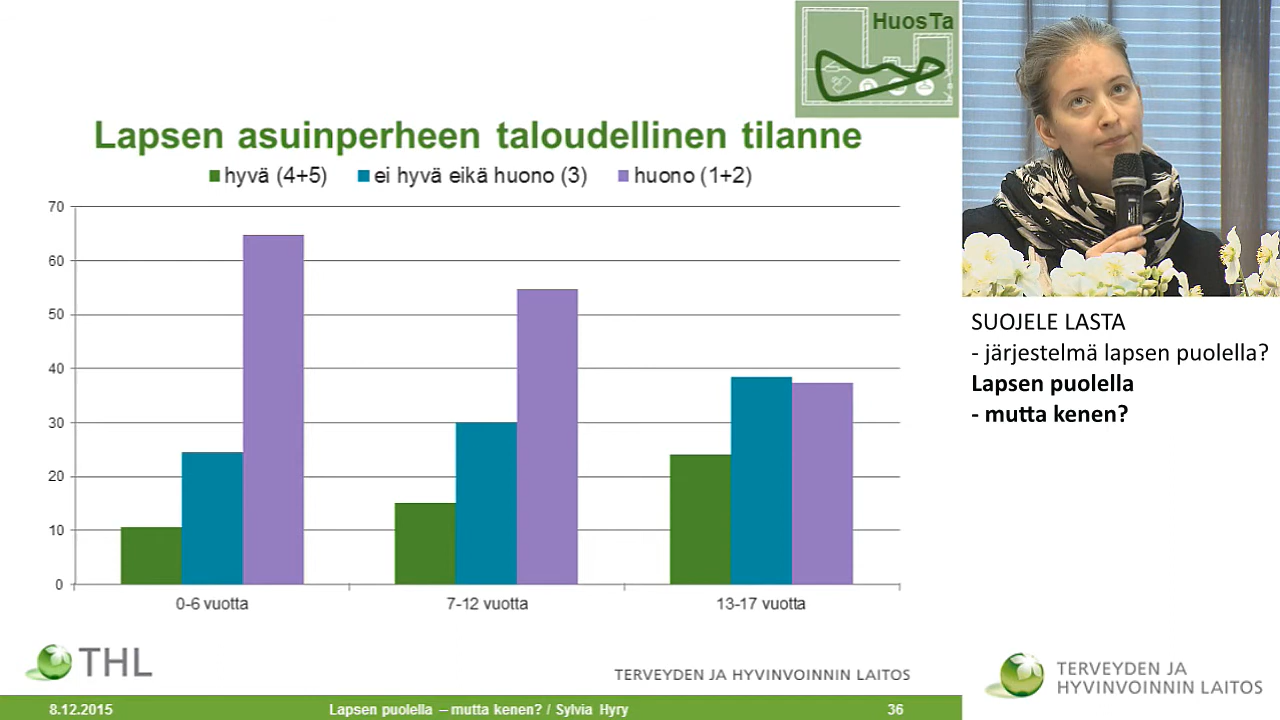 HuosTa
Lapsen asuinperheen taloudellinen tilanne
hyvä (4+5) ei hyvä eikä huono (3) huono (1+2)
70
60
50
40
30
20
10
0
0-6 vuotta 7-12 vuotta 13-17 vuotta
THL
TERVEYDEN JA HYVINVOINNIN LAITOS
8.12.2015 Lapsen puolella – mutta kenen? / Sylvia Hyry 36
SUOJELE LASTA
- järjestelmä lapsen puolella?
Lapsen puolella
- mutta kenen?
TERVEYDEN JA
HYVINVOINNIN LAITOS